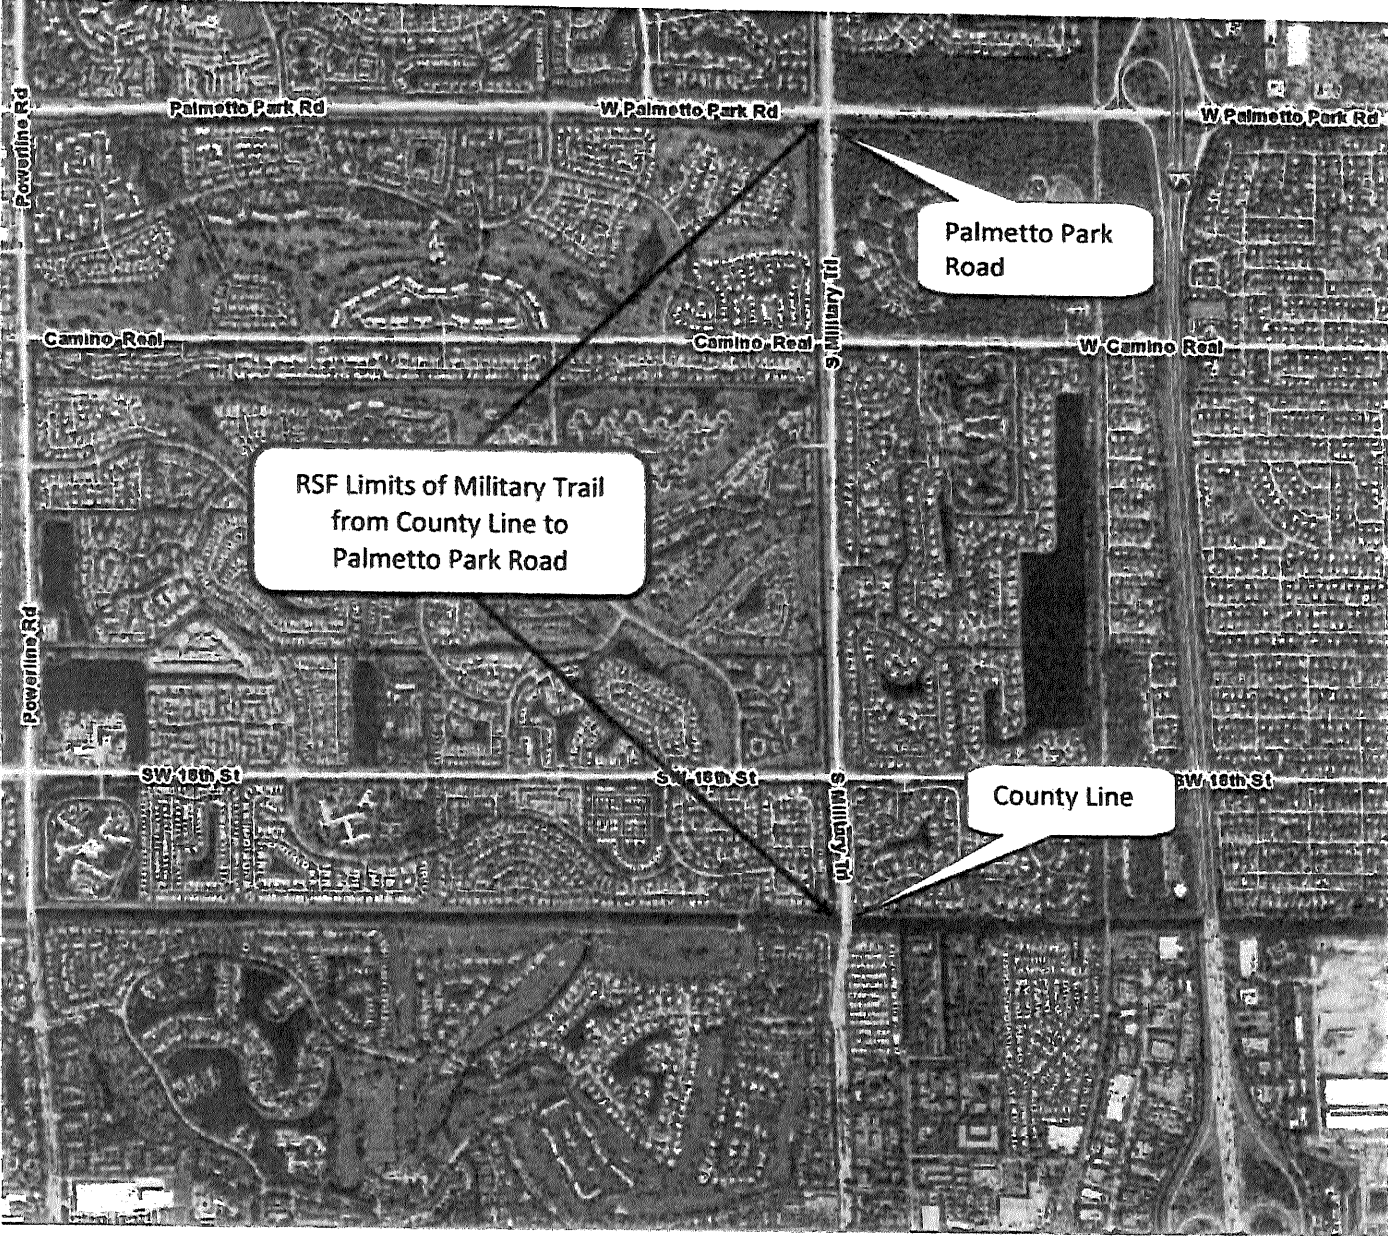 Palmetto Park Rd
W Palmetto Park Rd
W Palmetto Park Rd
Powerline Rd
Palmetto Park
Road
S Military Trl
Camino Real
Camino Real
W Camino Real
RSF Limits of Military Trail
from County Line to
Palmetto Park Road
Powerline Rd
SW 18th St
SW 18th St
SW 18th St
County Line
S Military Trl